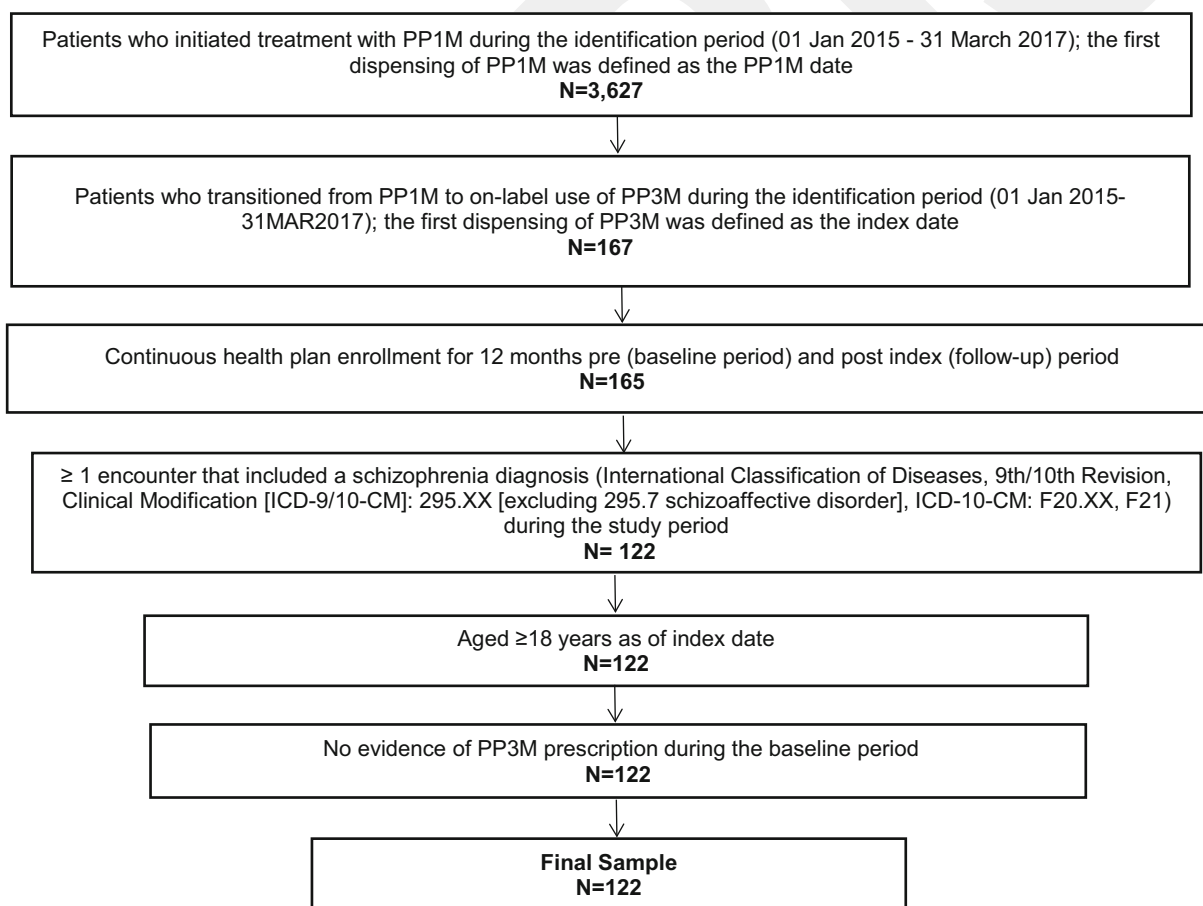 Patients who initiated treatment with PP1M during the identification period (01 Jan 2015 - 31 March 2017); the first
dispensing of PP1M was defined as the PP1M date
N=3,627
Patients who transitioned from PP1M to on-label use of PP3M during the identification period (01 Jan 2015-
31MAR2017); the first dispensing of PP3M was defined as the index date
N=167
Continuous health plan enrollment for 12 months pre (baseline period) and post index (follow-up) period
N=165
≥ 1 encounter that included a schizophrenia diagnosis (International Classification of Diseases, 9th/10th Revision,
Clinical Modification [ICD-9/10-CM]: 295.XX [excluding 295.7 schizoaffective disorder], ICD-10-CM: F20.XX, F21)
during the study period
N= 122
Aged ≥18 years as of index date
N=122
No evidence of PP3M prescription during the baseline period
N=122
Final Sample
N=122